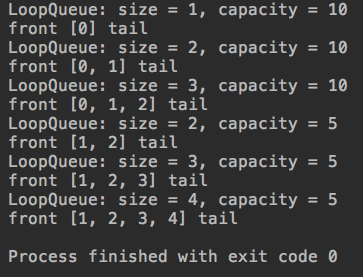 LoopQueue: size = 1, capacity = 10
front [0] tail
LoopQueue: size = 2, capacity = 10
front [0, 1] tail
LoopQueue: size = 3, capacity = 10
front [0, 1, 2] tail
LoopQueue: size = 2, capacity = 5
front [1, 2] tail
LoopQueue: size = 3, capacity = 5
front [1, 2, 3] tail
LoopQueue: size = 4, capacity = 5
front [1, 2, 3, 4] tail
Process finished with exit code 0